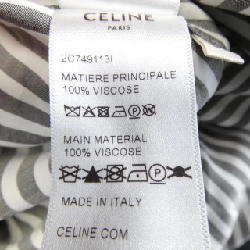 CELINE
PARIS
2C749113I
MATIERE PRINCIPALE
100% VISCOSE
MAIN MATERIAL
100% VISCOSE
MADE IN ITALY
CELINE.COM